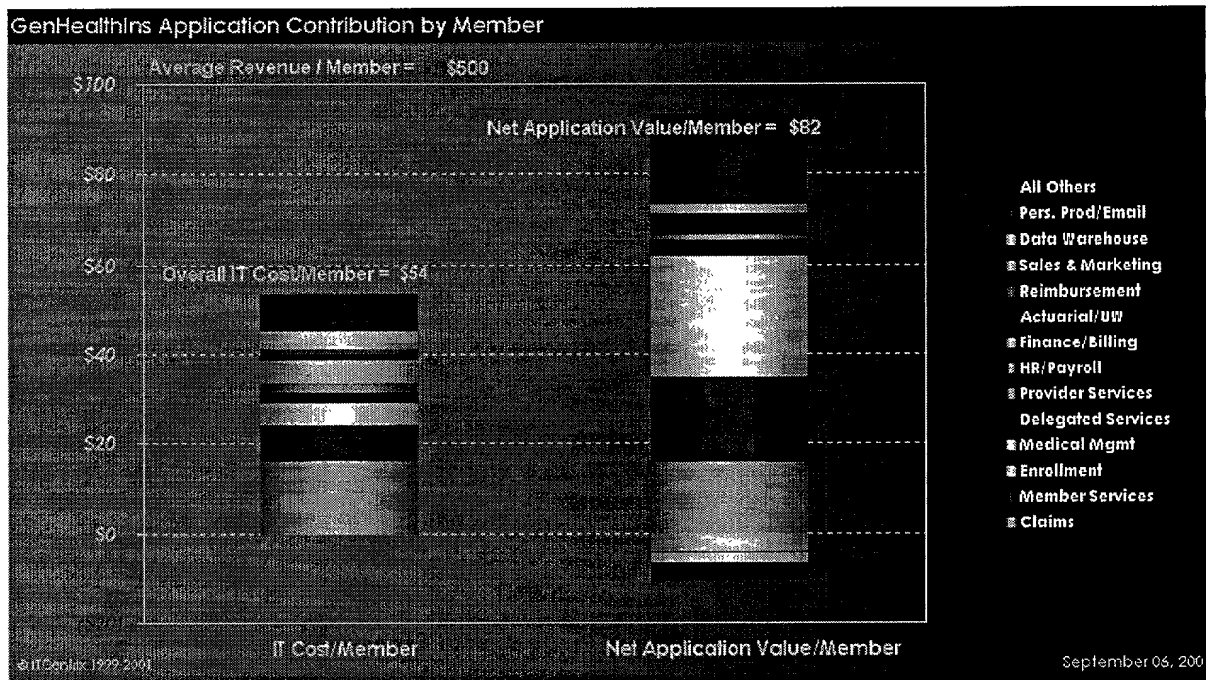 GenHealthIns Application Contribution by Member
Average Revenue / Member = $500
$100
Net Application Value/Member = $82
$80
$60
Overall IT Cost/Member = $54
$40
$20
$0
All Others
Pers. Prod/Email
Data Warehouse
Sales & Marketing
Reimbursement
Actuarial/UW
Finance/Billing
HR/Payroll
Provider Services
Delegated Services
Medical Mgmt
Enrollment
Member Services
Claims
IT Cost/Member
Net Application Value/Member
1999-2001
September 06, 200